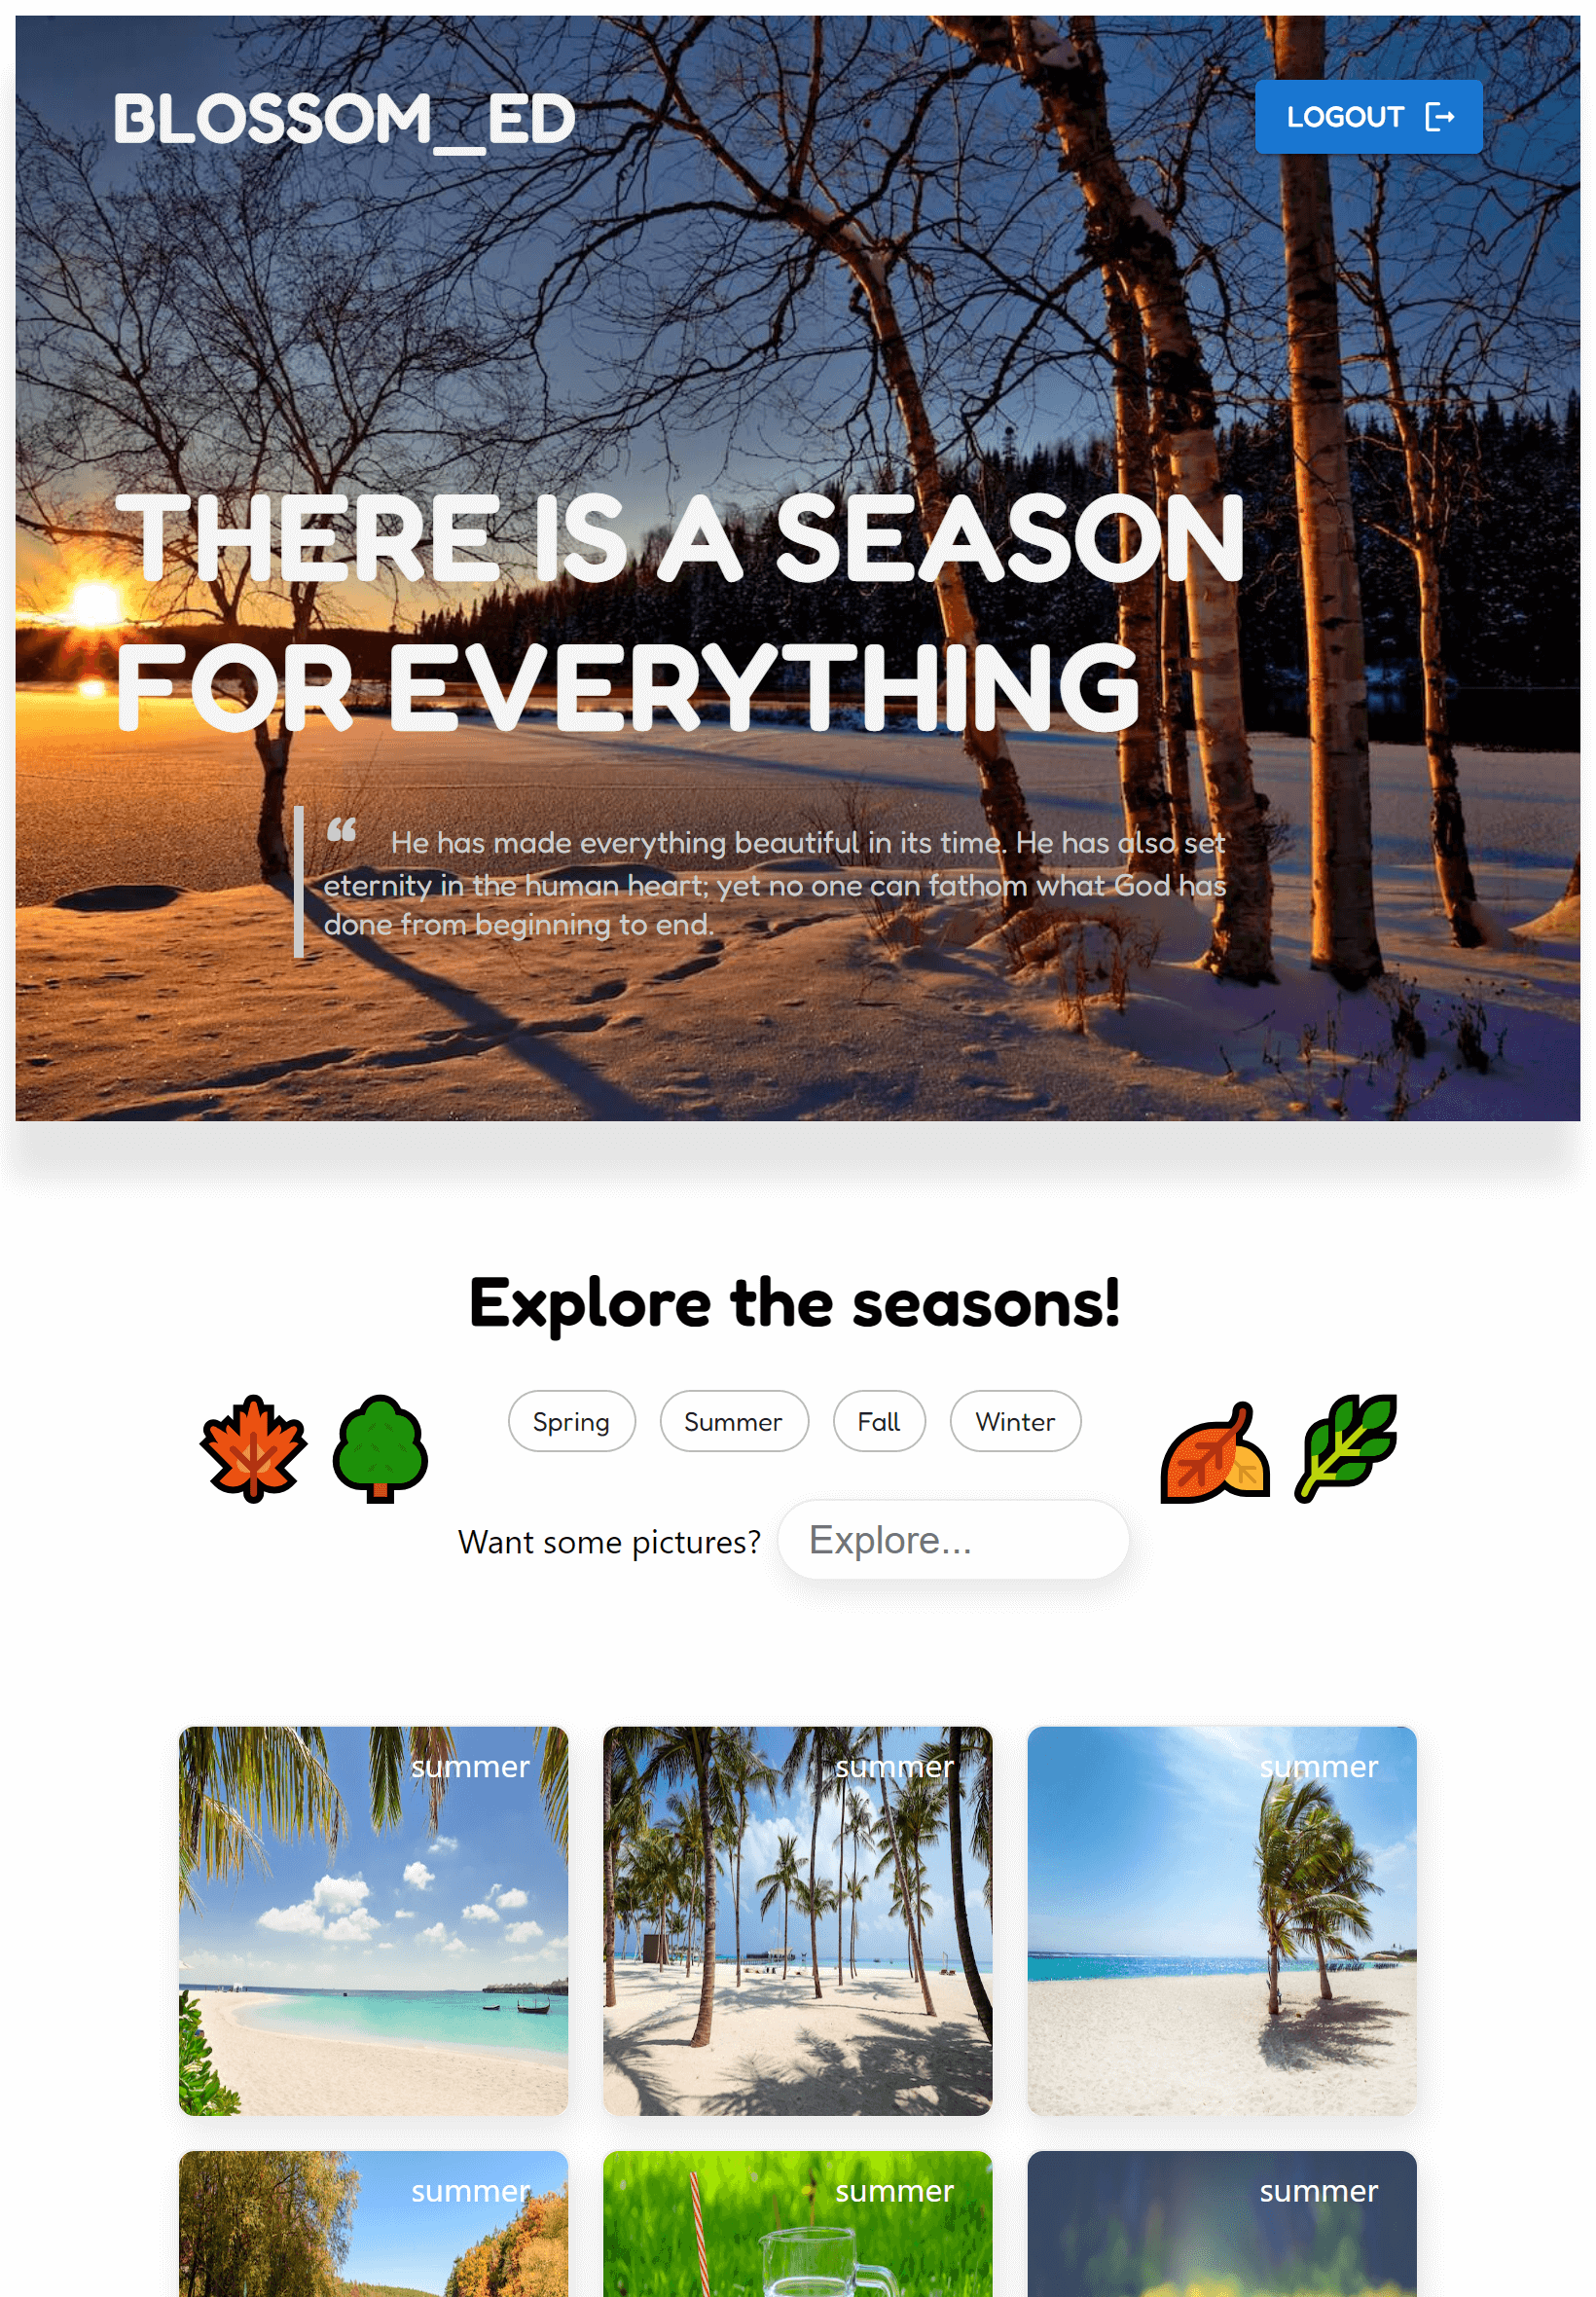 BLOSSOM_ED
LOGOUT
THERE IS A SEASON
FOR EVERYTHING
❝ He has made everything beautiful in its time. He has also set
eternity in the human heart; yet no one can fathom what God has
done from beginning to end.
Explore the seasons!
Spring Summer Fall Winter
Want some pictures? Explore...
summer summer summer
summer summer summer